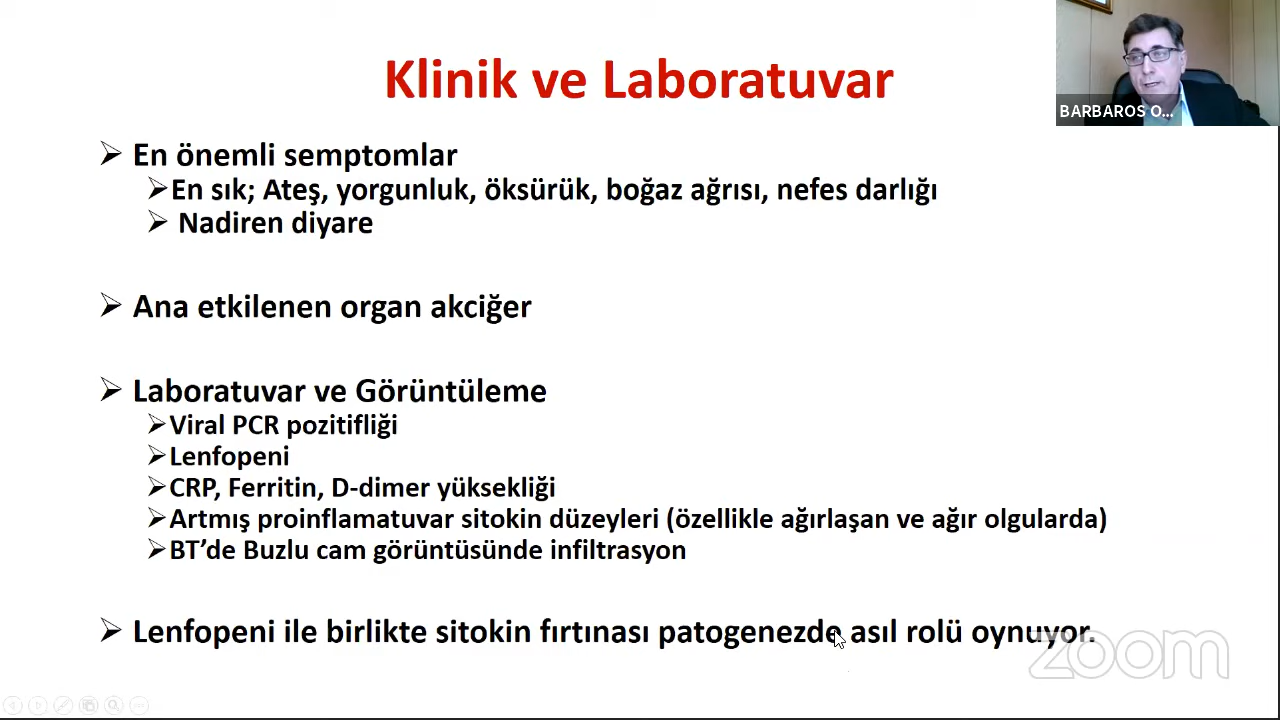 Klinik ve Laboratuvar
BARBAROS O...
➢ En önemli semptomlar
➢En sık; Ateş, yorgunluk, öksürük, boğaz ağrısı, nefes darlığı
➢ Nadiren diyare
➢ Ana etkilenen organ akciğer
➢ Laboratuvar ve Görüntüleme
➢Viral PCR pozitifliği
➢Lenfopeni
➢CRP, Ferritin, D-dimer yüksekliği
➢Artmış proinflamatuvar sitokin düzeyleri (özellikle ağırlaşan ve ağır olgularda)
➢BT’de Buzlu cam görüntüsünde infiltrasyon
➢ Lenfopeni ile birlikte sitokin fırtınası patogenezde asıl rolü oynuyor.
zoom